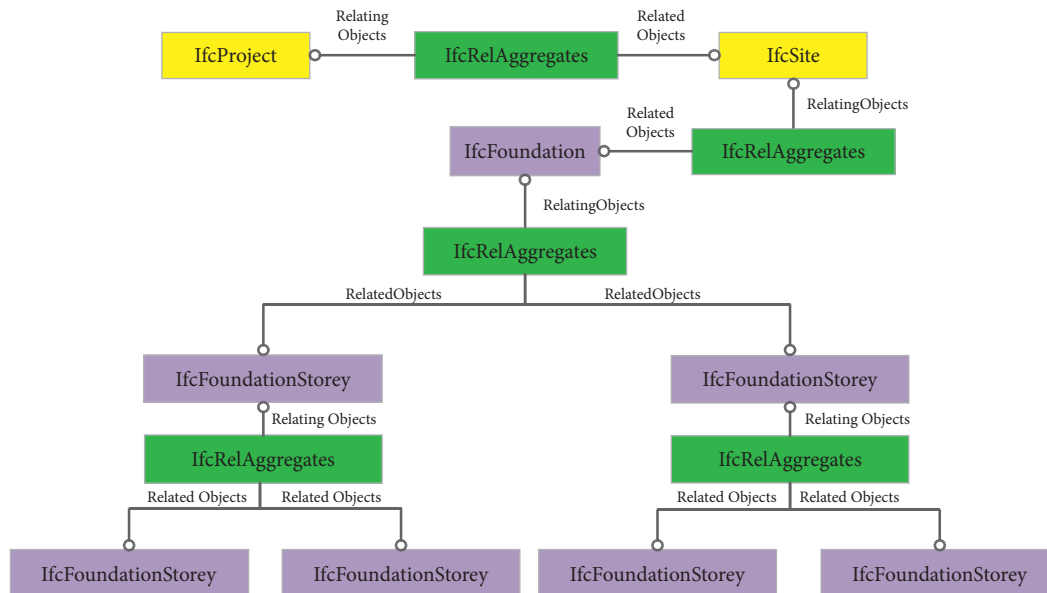 Relating
Objects
Related
Objects
IfcProject
IfcRelAggregates
IfcSite
RelatingObjects
Related
Objects
IfcFoundation
IfcRelAggregates
RelatingObjects
IfcRelAggregates
RelatedObjects
RelatedObjects
IfcFoundationStorey
IfcFoundationStorey
Relating Objects
Relating Objects
IfcRelAggregates
IfcRelAggregates
Related Objects
Related Objects
Related Objects
Related Objects
IfcFoundationStorey
IfcFoundationStorey
IfcFoundationStorey
IfcFoundationStorey